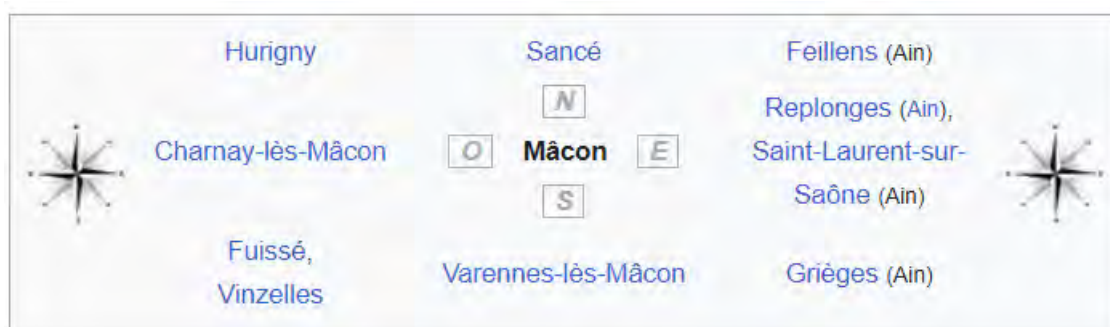 Hurigny Sancé Feillens (Ain)
N
Charnay-lès-Mâcon O Mâcon E Replonges (Ain),
Saint-Laurent-sur-
Saône (Ain)
S
Fuissé,
Vinzelles
Varennes-lès-Mâcon Grièges (Ain)